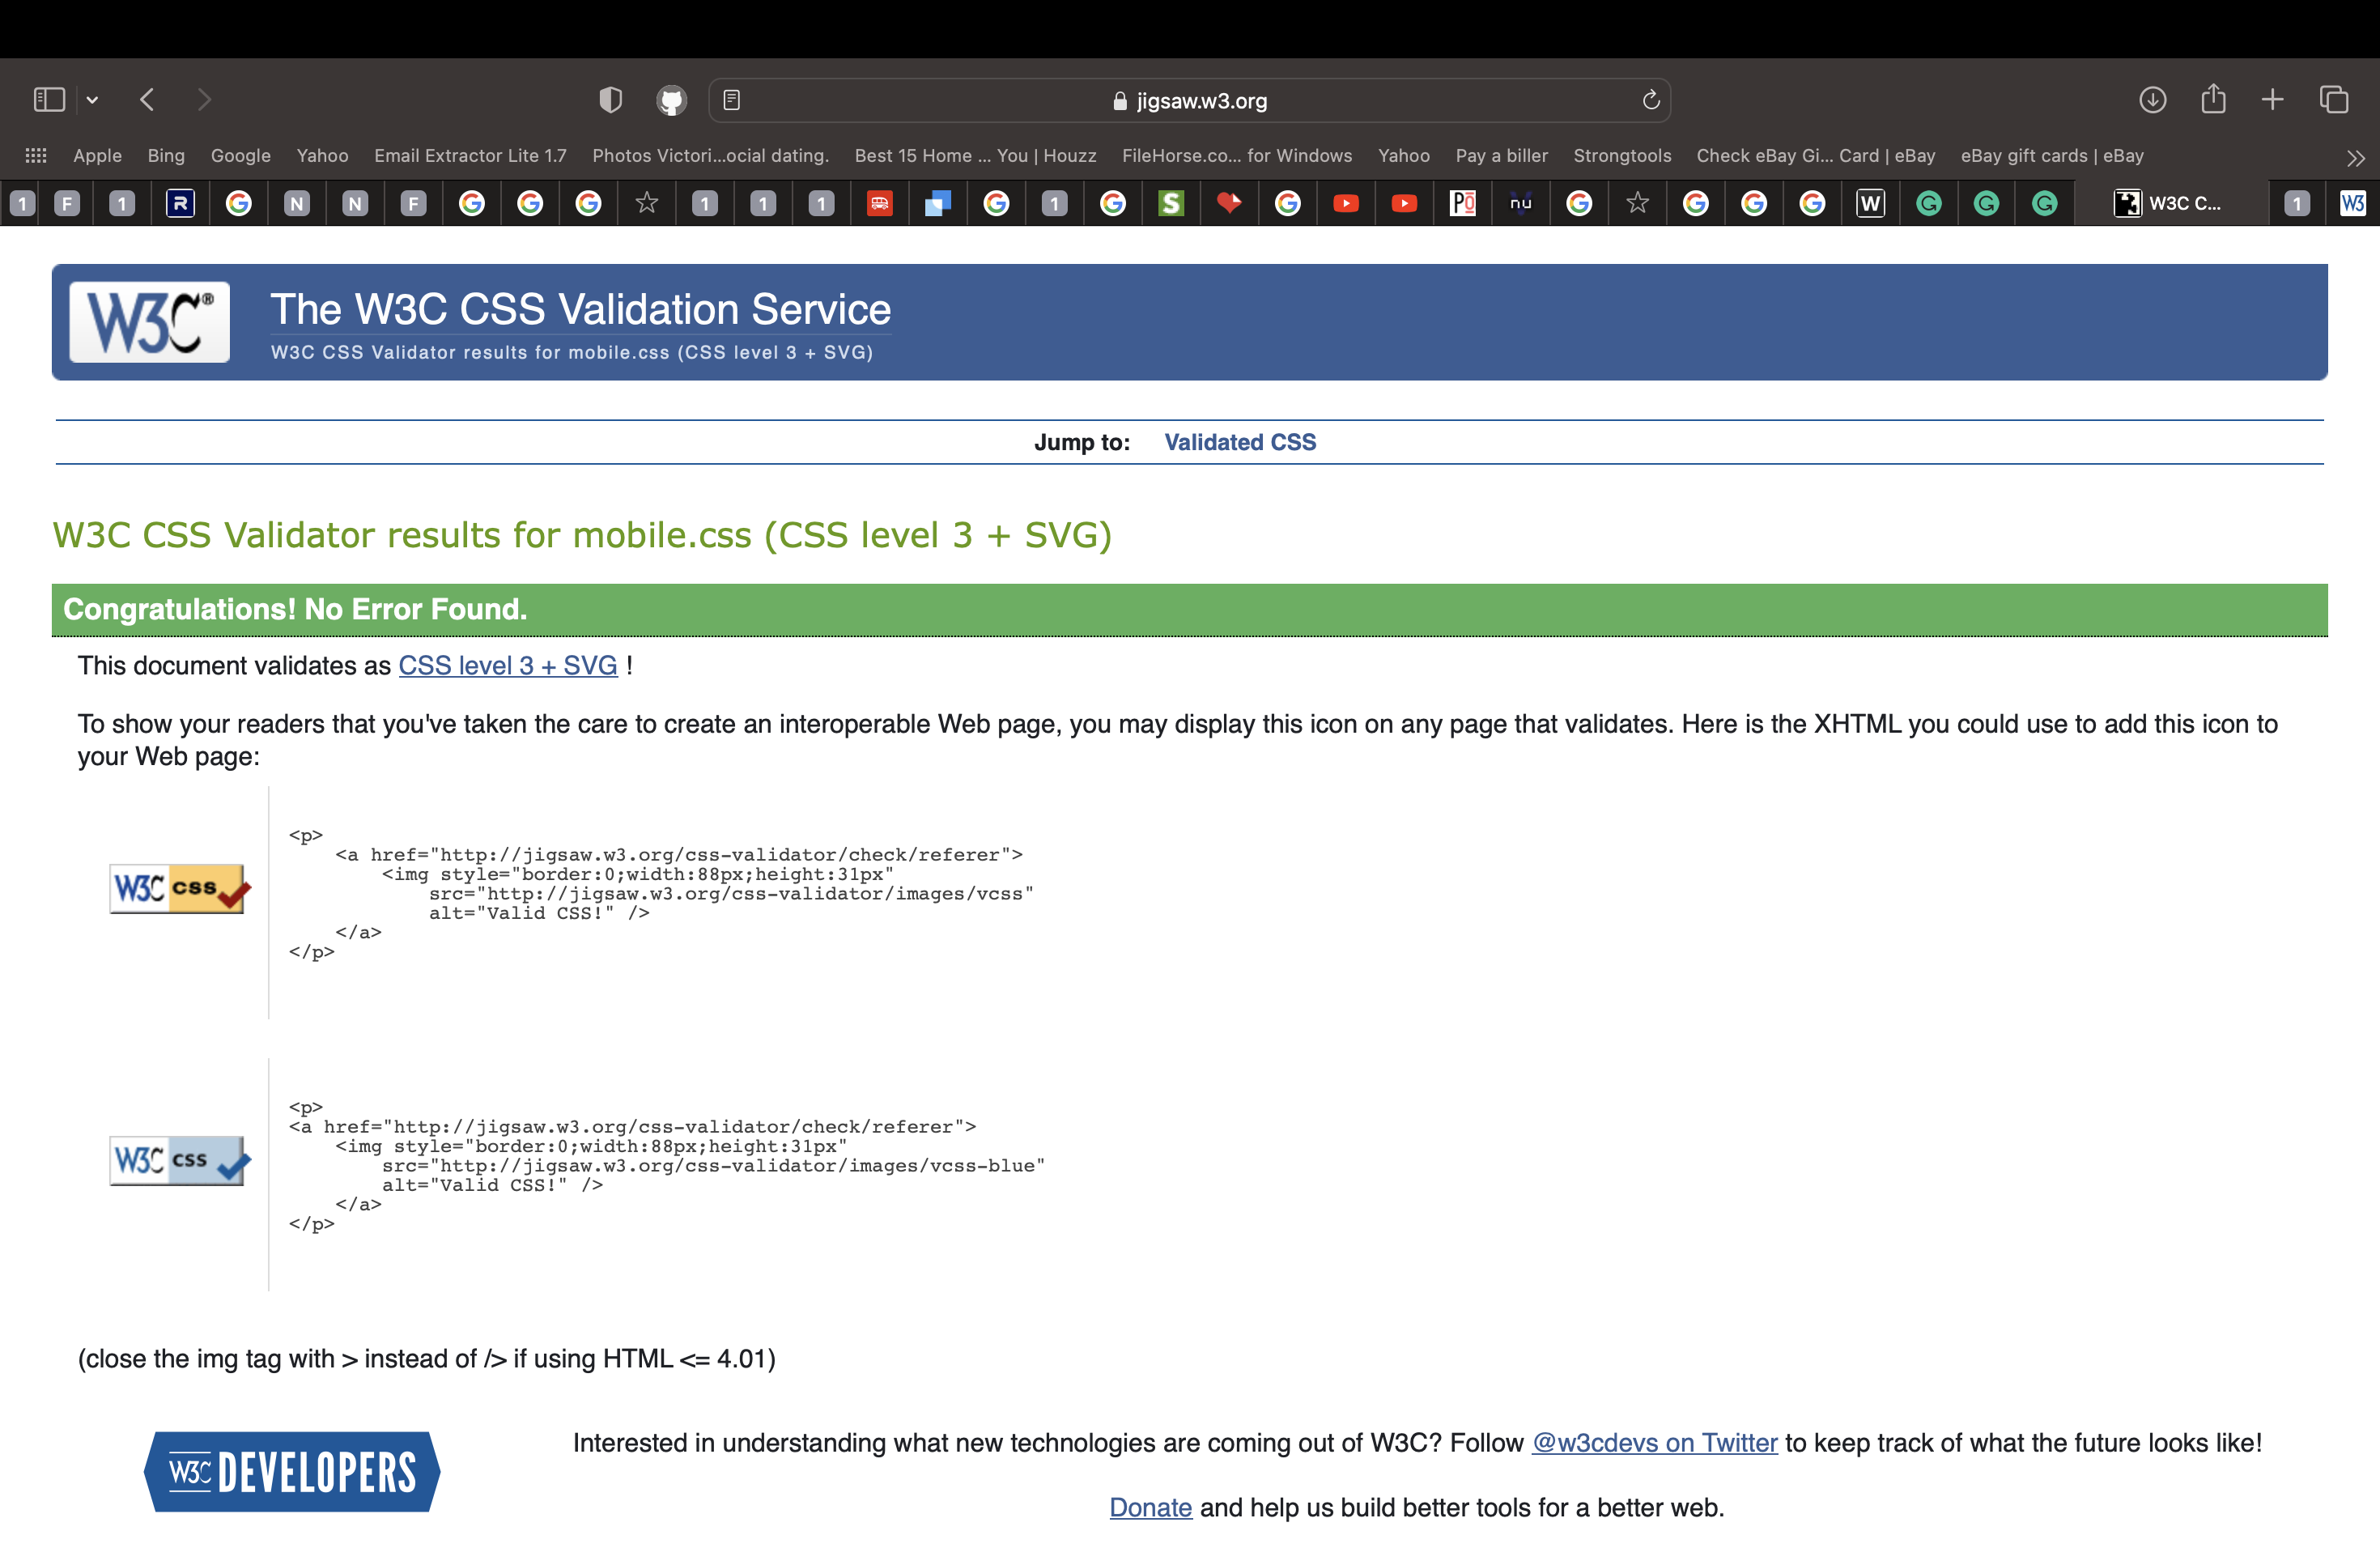 jigsaw.w3.org
Apple Bing Google Yahoo Email Extractor Lite 1.7 Photos Victori...ocial dating. Best 15 Home ... You | Houzz FileHorse.co... for Windows Yahoo Pay a biller Strongtools Check eBay Gi... Card | eBay eBay gift cards | eBay
1 F 1 R G N N F G G G 1 1 1 G 1 G S G PO nu G G G G W G G G W3C C... 1 W3
W3C® The W3C CSS Validation Service
W3C CSS Validator results for mobile.css (CSS level 3 + SVG)
Jump to: Validated CSS
W3C CSS Validator results for mobile.css (CSS level 3 + SVG)
Congratulations! No Error Found.
This document validates as CSS level 3 + SVG !
To show your readers that you've taken the care to create an interoperable Web page, you may display this icon on any page that validates. Here is the XHTML you could use to add this icon to
your Web page:
<p>
<a href="http://jigsaw.w3.org/css-validator/check/referer">
<img style="border:0;width:88px;height:31px"
W3C css
src="http://jigsaw.w3.org/css-validator/images/vcss"
alt="Valid CSS!" />
</a>
</p>
<p>
<a href="http://jigsaw.w3.org/css-validator/check/referer">
<img style="border:0;width:88px;height:31px"
W3C css
src="http://jigsaw.w3.org/css-validator/images/vcss-blue"
alt="Valid CSS!" />
</a>
</p>
(close the img tag with > instead of /> if using HTML <= 4.01)
Interested in understanding what new technologies are coming out of W3C? Follow @w3cdevs on Twitter to keep track of what the future looks like!
W3C DEVELOPERS
Donate and help us build better tools for a better web.